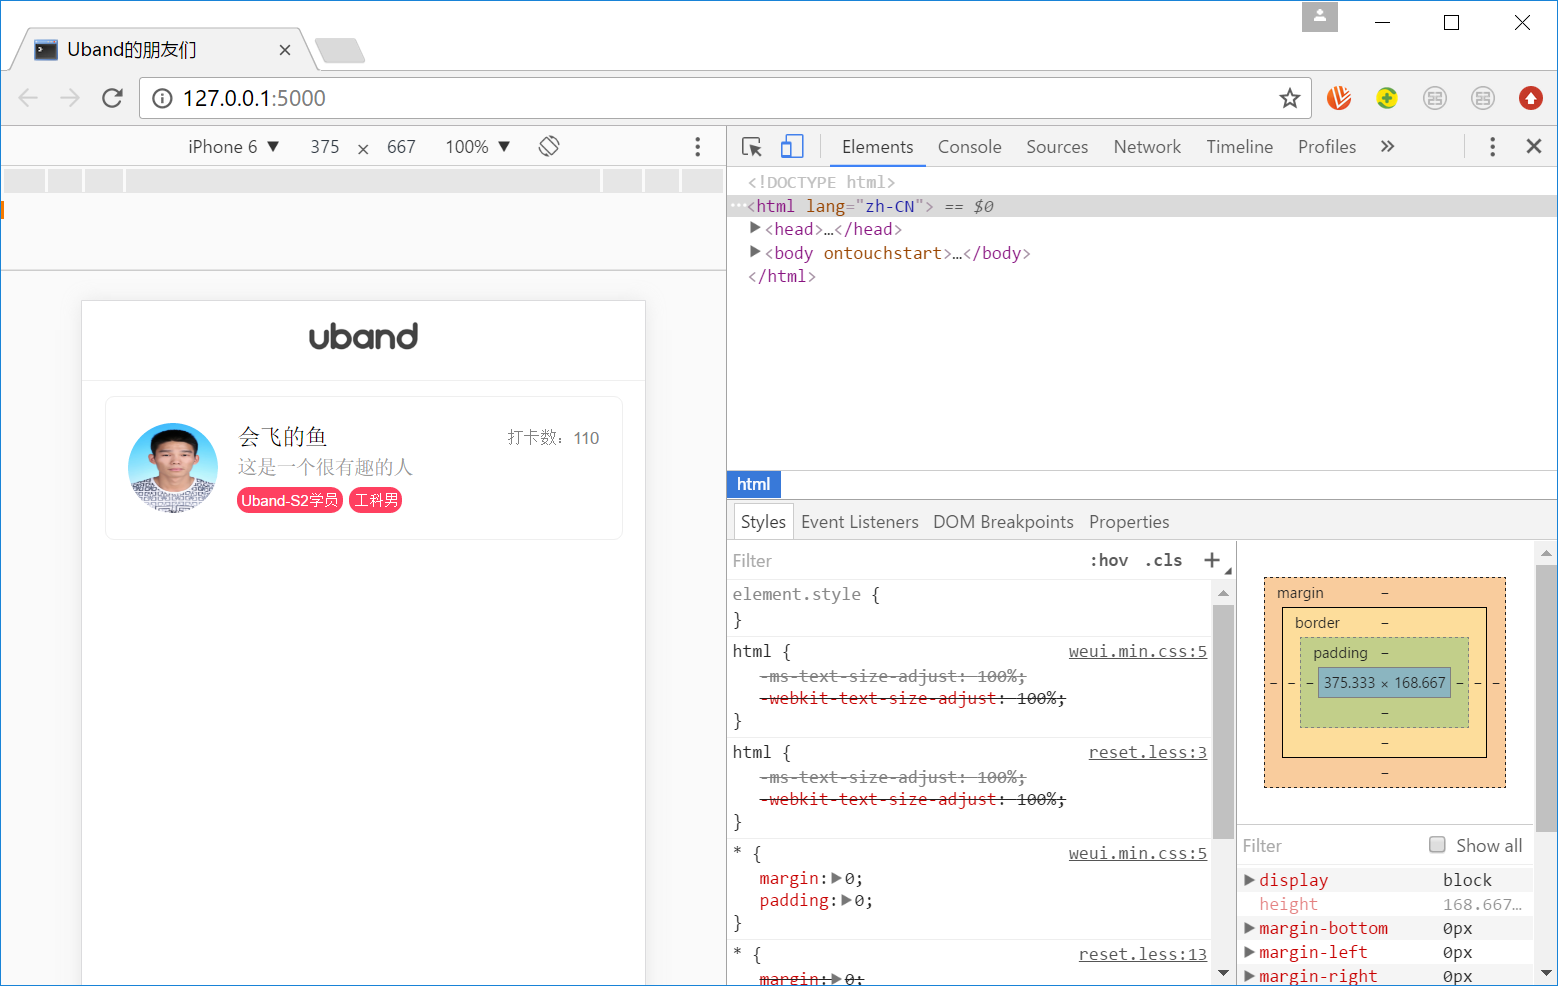 Uband的朋友们
127.0.0.1:5000
iPhone 6 ▼ 375 × 667 100% ▼
Elements Console Sources Network Timeline Profiles »
<!DOCTYPE html>
…<html lang="zh-CN"> == $0
▶<head>…</head>
▶<body ontouchstart>…</body>
</html>
uband
会飞的鱼
打卡数：110
这是一个很有趣的人
Uband-S2学员 工科男
html
Styles Event Listeners DOM Breakpoints Properties
Filter :hov .cls +
element.style {
}
html { weui.min.css:5
-ms-text-size-adjust: 100%;
-webkit-text-size-adjust: 100%;
}
html { reset.less:3
-ms-text-size-adjust: 100%;
-webkit-text-size-adjust: 100%;
}
* { weui.min.css:5
margin:▶0;
padding:▶0;
}
* { reset.less:13
margin: 0;
margin –
border –
padding –
– – – 375.333 × 168.667 – – –
–
–
–
Filter Show all
▶display block
height 168.667…
▶margin-bottom 0px
▶margin-left 0px
▶margin-right 0px